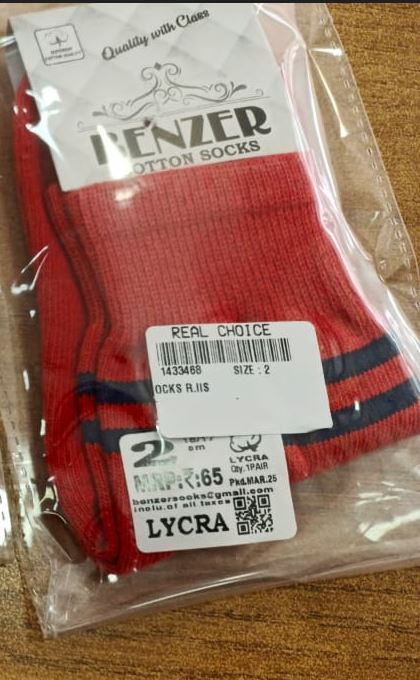 Quality with Class
BENZER
COTTON SOCKS
REAL CHOICE
1433468 SIZE : 2
OCKS R.IIS
2 cm
LYCRA
Qty.1PAIR
MRP:₹:65 Pkd.MAR.25
benzersocks@gmail.com
inclu.of all taxes
LYCRA